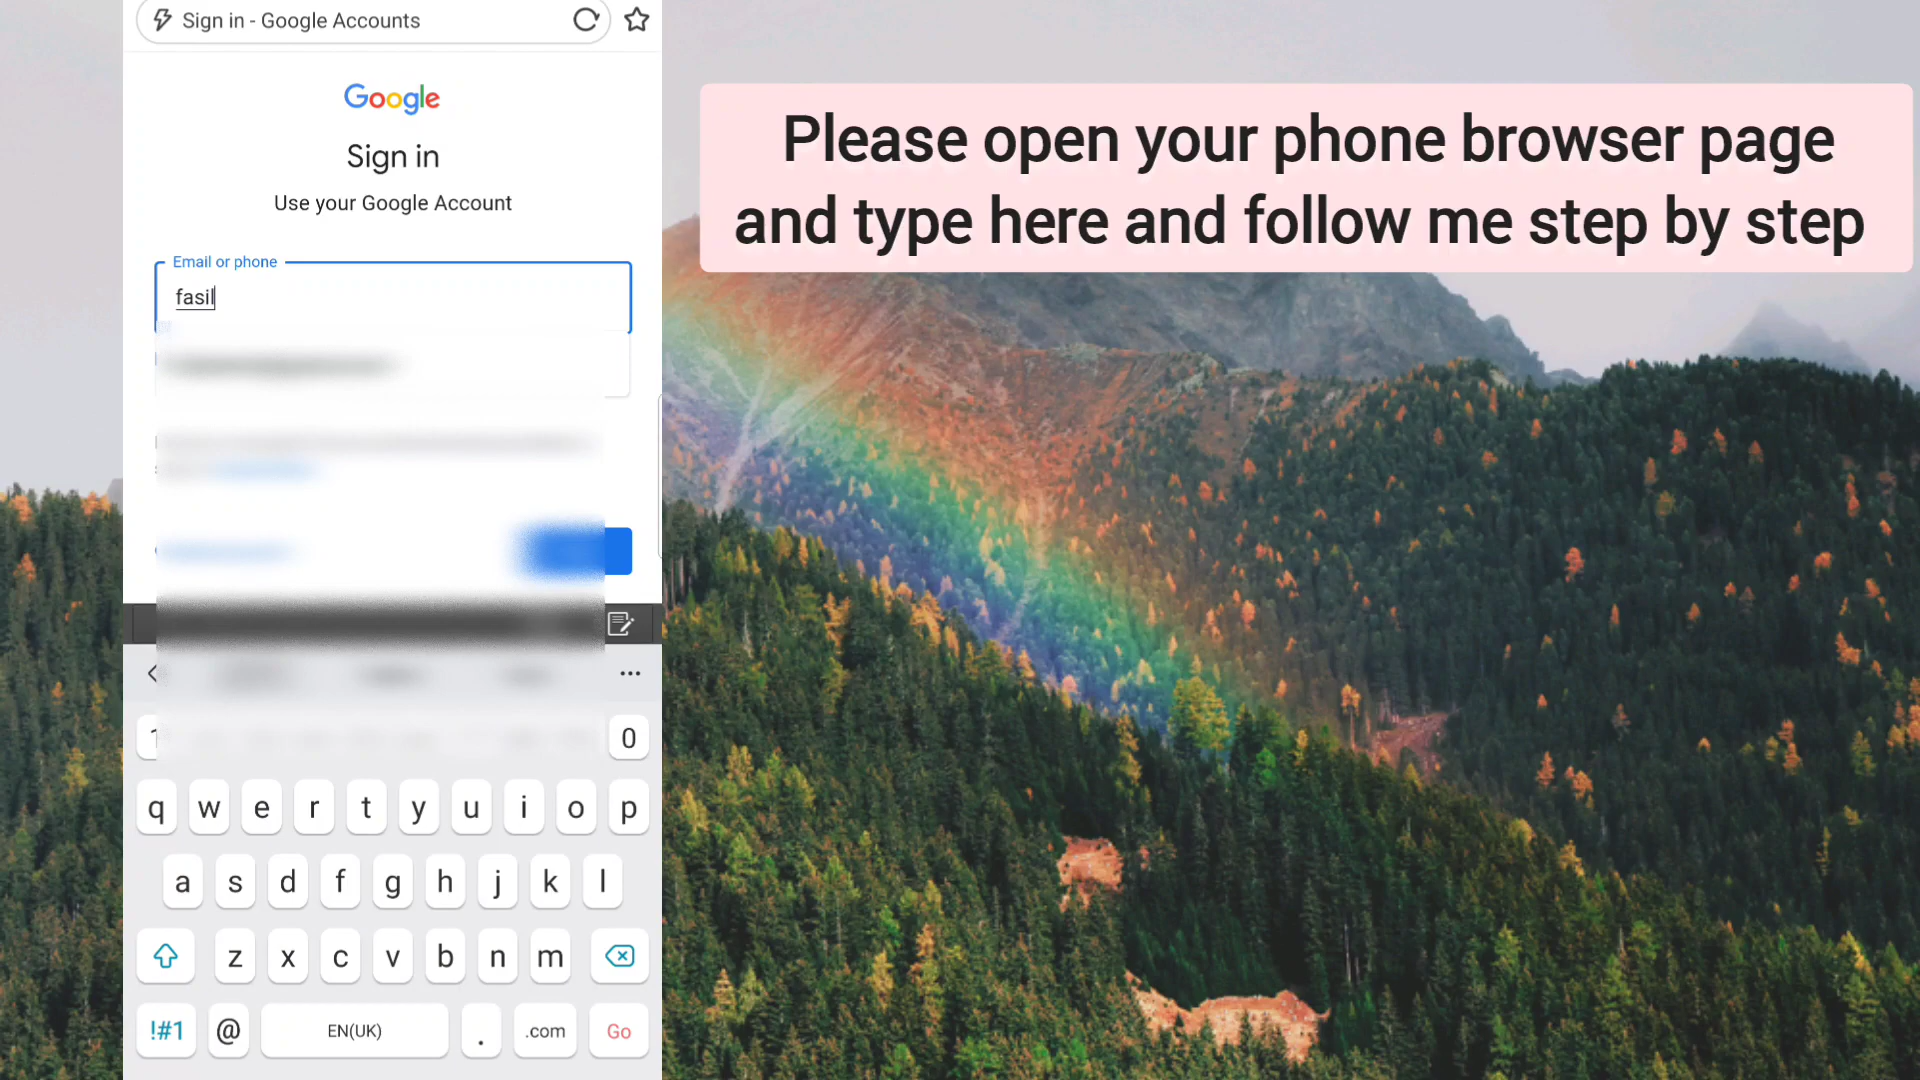 Sign in - Google Accounts
Google
Sign in
Use your Google Account
Email or phone
fasil
0
q w e r t y u i o p
a s d f g h j k l
z x c v b n m
!#1 @ EN(UK) . .com Go
Please open your phone browser page
and type here and follow me step by step